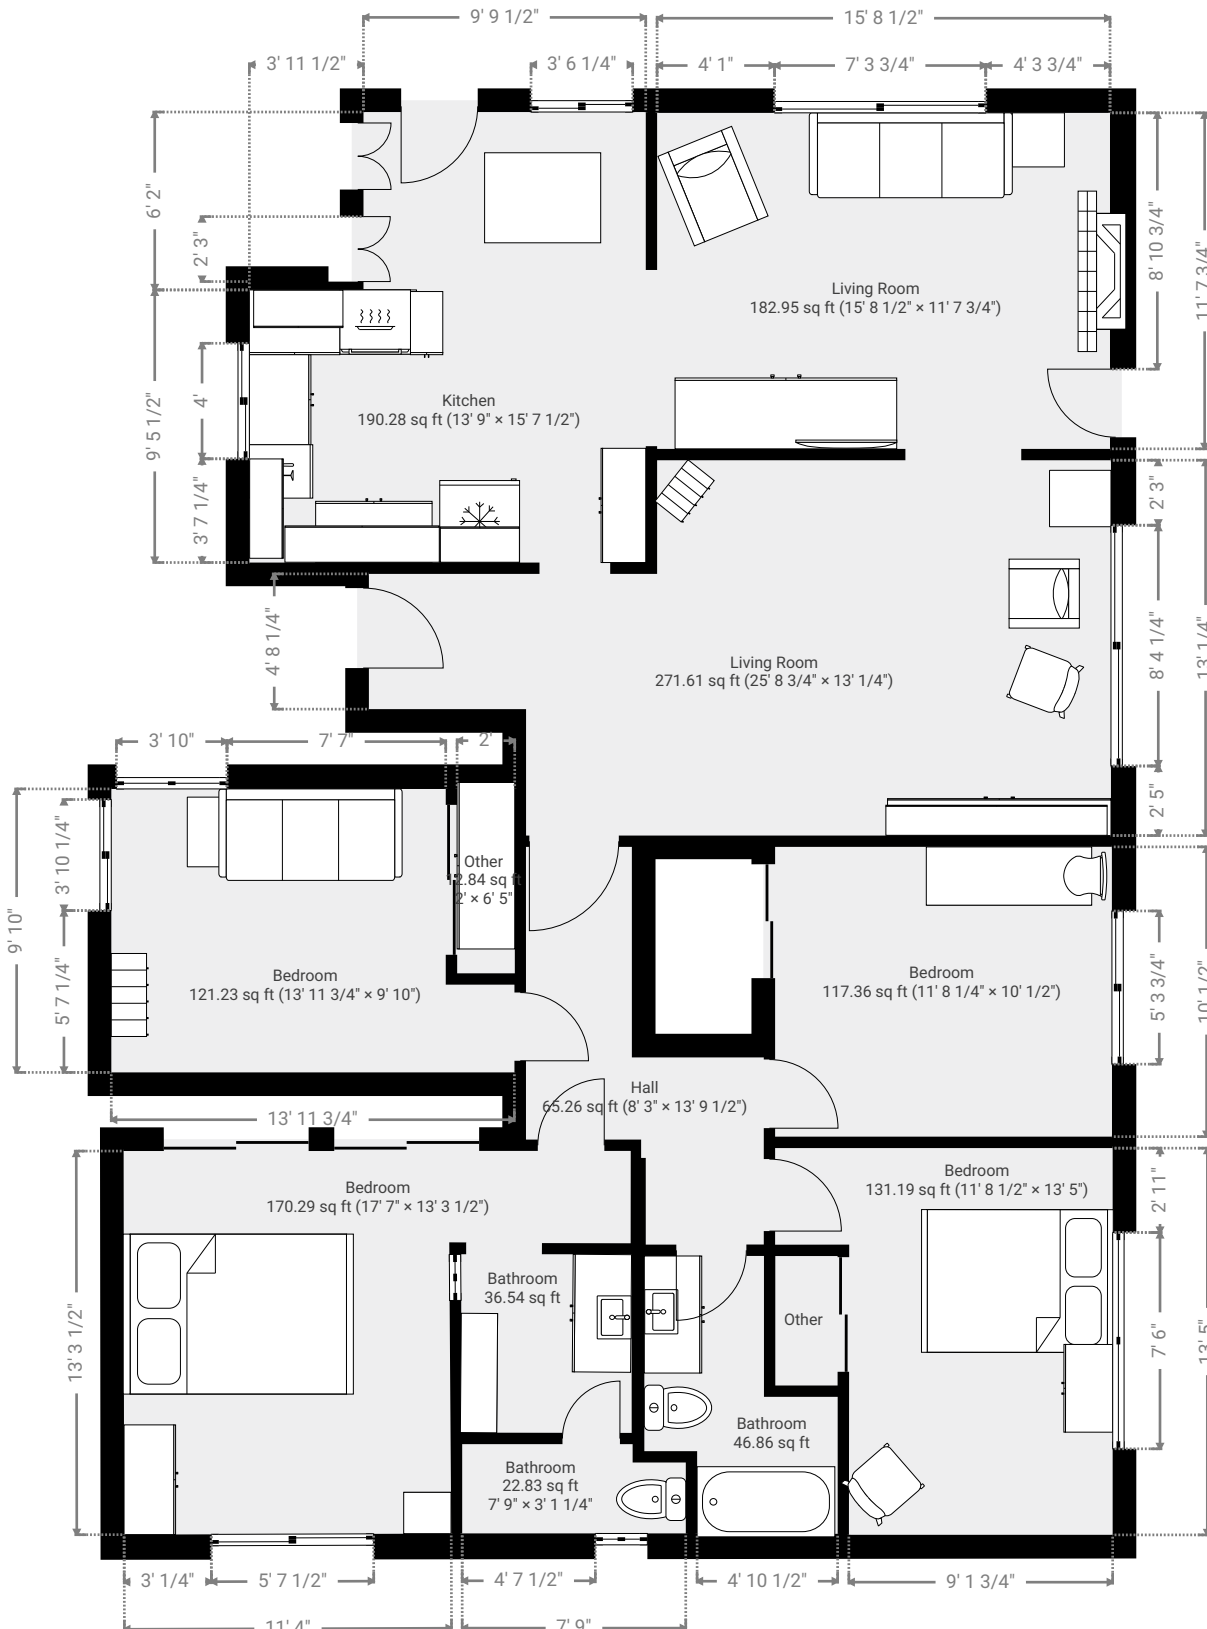 9' 9 1/2"
15' 8 1/2"
3' 11 1/2"
3' 6 1/4"
4' 1"
7' 3 3/4"
4' 3 3/4"
6' 2"
2' 3"
8' 10 3/4"
11' 7 3/4"
Living Room
182.95 sq ft (15' 8 1/2" × 11' 7 3/4")
4'
9' 5 1/2"
Kitchen
190.28 sq ft (13' 9" × 15' 7 1/2")
3' 7 1/4"
2' 3"
4' 8 1/4"
8' 4 1/4"
13' 1/4"
Living Room
271.61 sq ft (25' 8 3/4" × 13' 1/4")
2' 5"
3' 10"
7' 7"
2'
3' 10 1/4"
9' 10"
5' 7 1/4"
Other
12.84 sq ft
2' × 6' 5"
Bedroom
121.23 sq ft (13' 11 3/4" × 9' 10")
Bedroom
117.36 sq ft (11' 8 1/4" × 10' 1/2")
5' 3 3/4"
10' 1/2"
13' 11 3/4"
Hall
65.26 sq ft (8' 3" × 13' 9 1/2")
Bedroom
170.29 sq ft (17' 7" × 13' 3 1/2")
Bedroom
131.19 sq ft (11' 8 1/2" × 13' 5")
2' 11"
13' 3 1/2"
Bathroom
36.54 sq ft
Other
7' 6"
13' 5"
Bathroom
46.86 sq ft
Bathroom
22.83 sq ft
7' 9" × 3' 1 1/4"
3' 1/4"
5' 7 1/2"
4' 7 1/2"
4' 10 1/2"
9' 1 3/4"
11' 4"
7' 9"